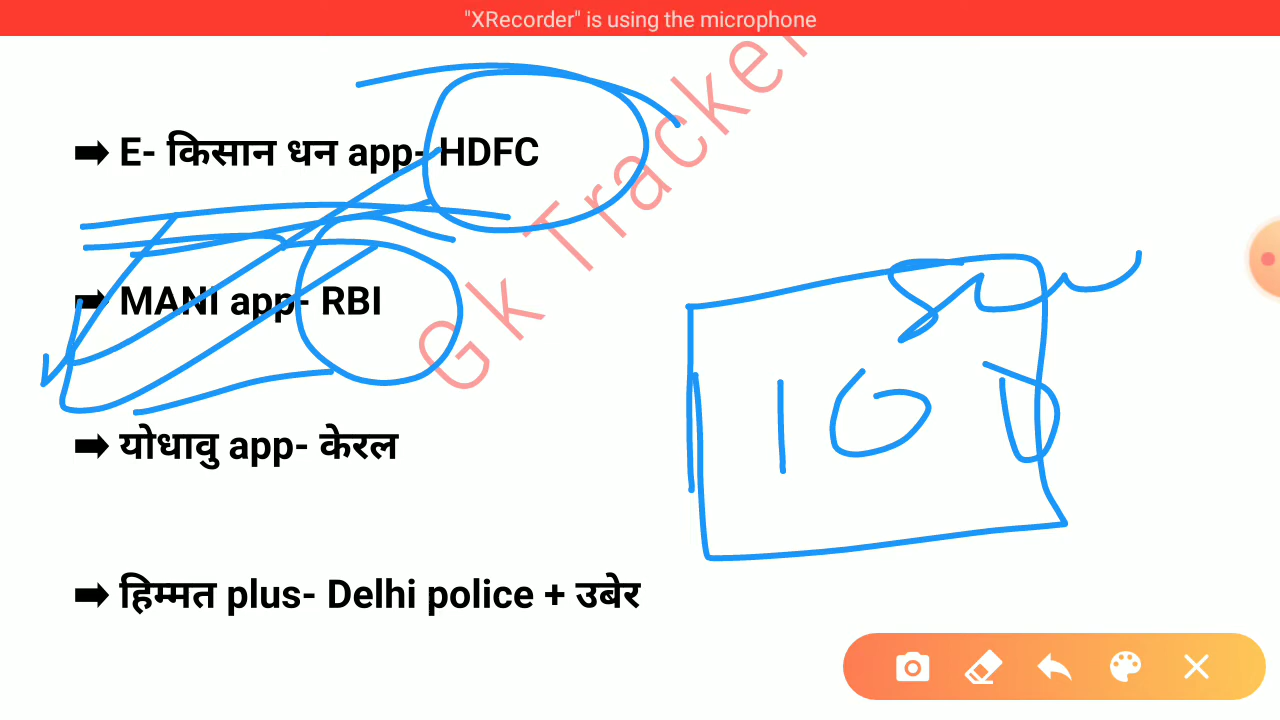 "XRecorder" is using the microphone
➡ E- किसान धन app- HDFC
➡ MANI app- RBI
➡ योधावु app- केरल
➡ हिम्मत plus- Delhi police + उबेर
Gk Tracker